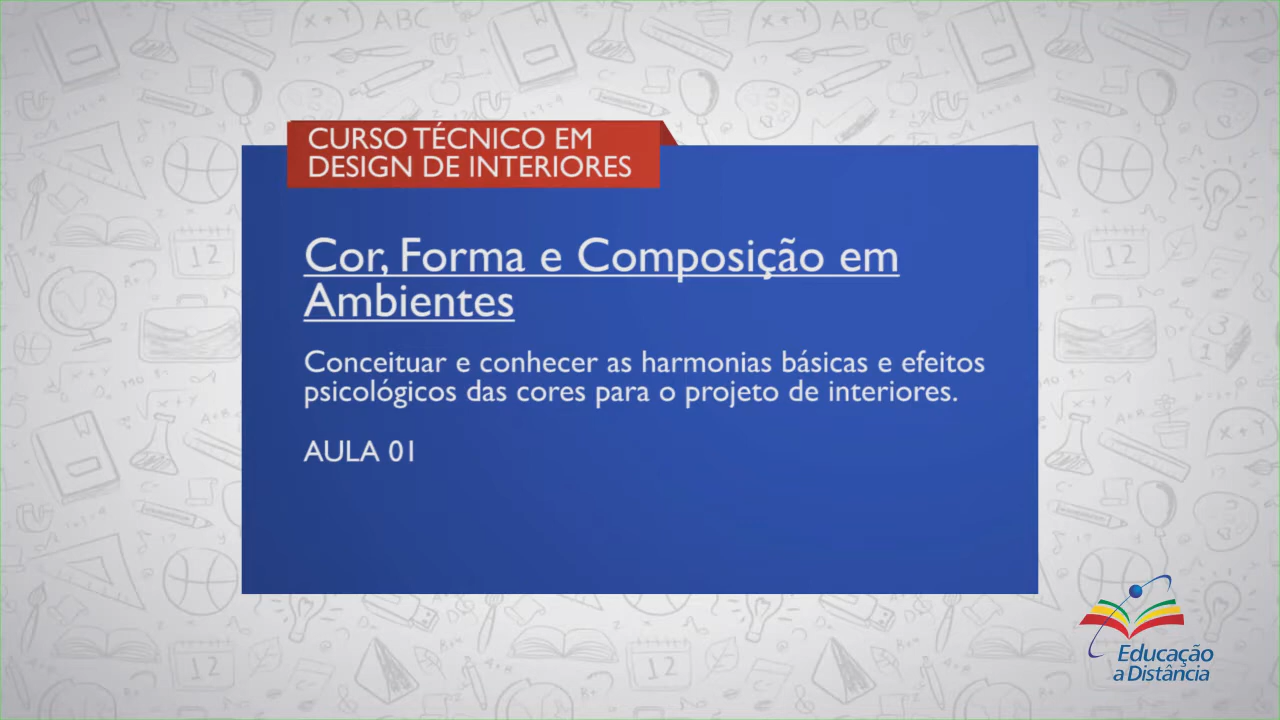 CURSO TÉCNICO EM
DESIGN DE INTERIORES
Cor, Forma e Composição em
Ambientes
Conceituar e conhecer as harmonias básicas e efeitos
psicológicos das cores para o projeto de interiores.
AULA 01
Educação
a Distância